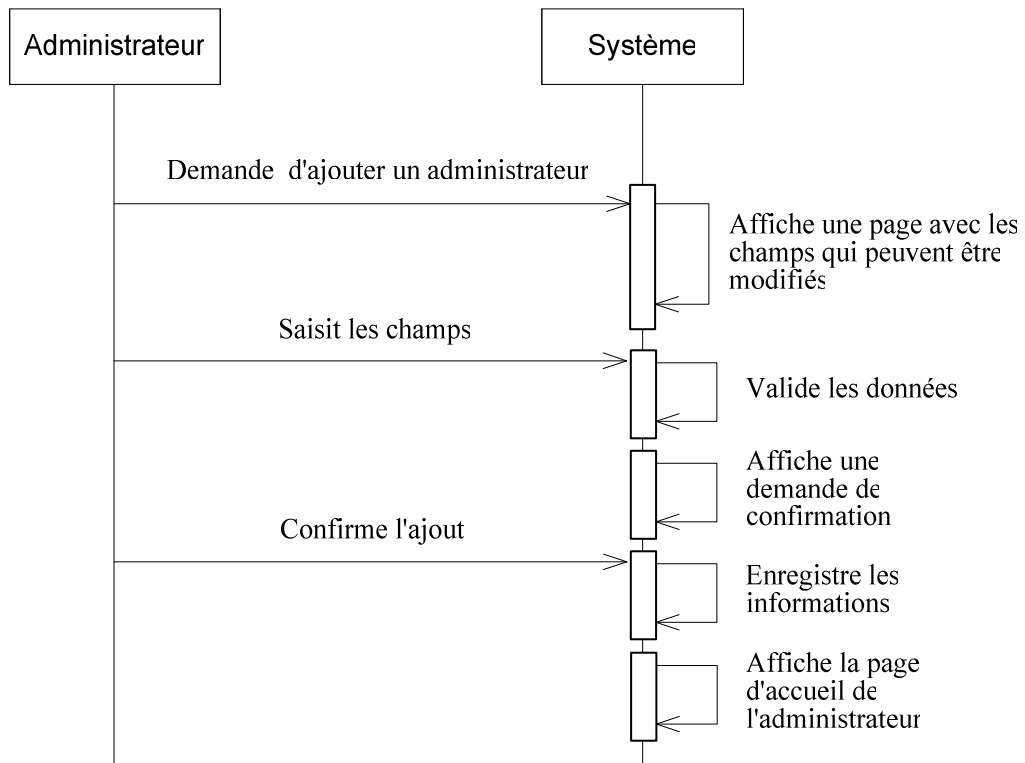 Administrateur
Système
Demande d'ajouter un administrateur
Affiche une page avec les
champs qui peuvent être
modifiés
Saisit les champs
Valide les données
Affiche une
demande de
confirmation
Confirme l'ajout
Enregistre les
informations
Affiche la page
d'accueil de
l'administrateur